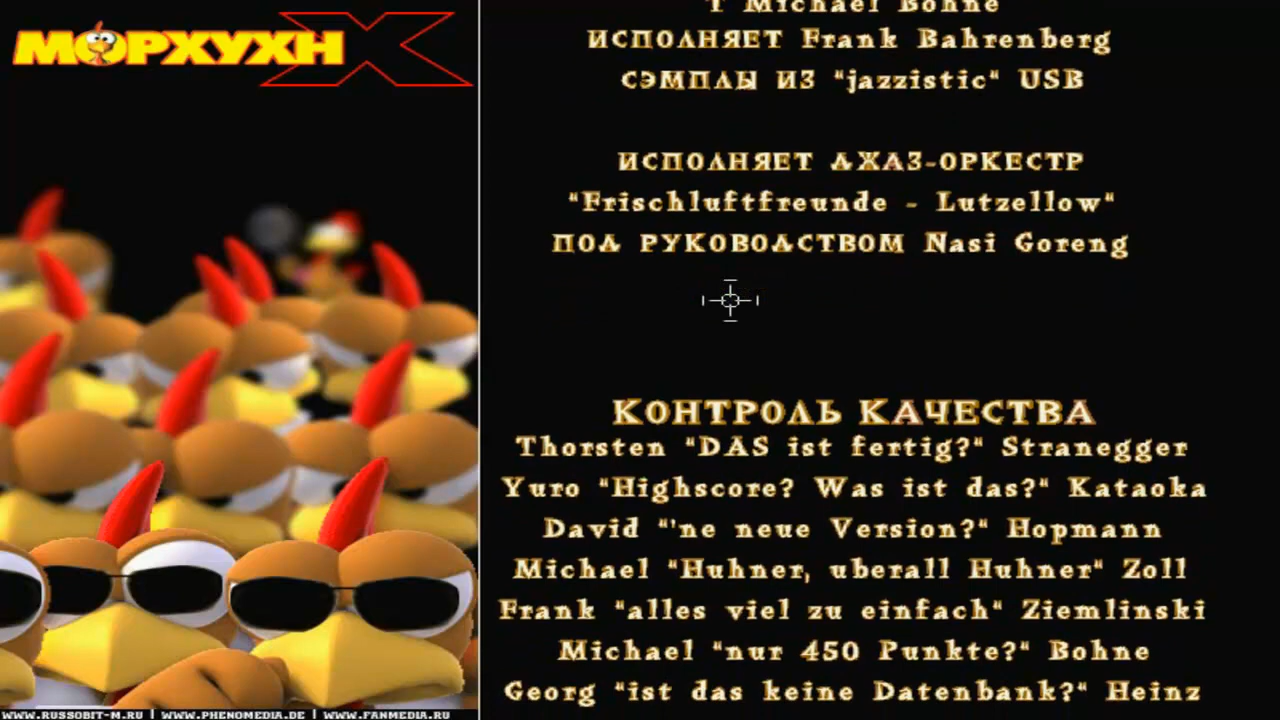 МОРХУХН X
T Michael Bohne
ИСПОЛНЯЕТ Frank Bahrenberg
СЭМПЛЫ ИЗ "jazzistic" USB
ИСПОЛНЯЕТ ДЖАЗ-ОРКЕСТР
"Frischluftfreunde - Lutzellow"
ПОД РУКОВОДСТВОМ Nasi Goreng
КОНТРОЛЬ КАЧЕСТВА
Thorsten "DAS ist fertig?" Stranegger
Yuro "Highscore? Was ist das?" Kataoka
David "'ne neue Version?" Hopmann
Michael "Huhner, uberall Huhner" Zoll
Frank "alles viel zu einfach" Ziemlinski
Michael "nur 450 Punkte?" Bohne
Georg "ist das keine Datenbank?" Heinz
WWW.RUSSOBIT-M.RU | WWW.PHENOMEDIA.DE | WWW.FANMEDIA.RU